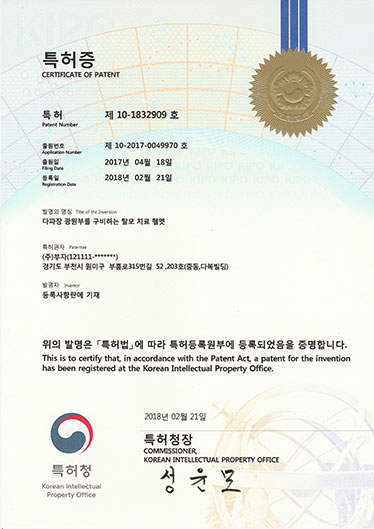 특허증
CERTIFICATE OF PATENT
특 허 제 10-1832909 호
Patent Number
출원번호 제 10-2017-0049970 호
Application Number
출원일 2017년 04월 18일
Filing Date
등록일 2018년 02월 21일
Registration Date
발명의 명칭 Title of the Invention
다파장 광원부를 구비하는 탈모 치료 헬멧
특허권자 Patentee
(주)부자(121111-*******)
경기도 부천시 원미구 부흥로315번길 52 ,203호(중동,다복빌딩)
발명자 Inventor
등록사항란에 기재
위의 발명은 「특허법」에 따라 특허등록원부에 등록되었음을 증명합니다.
This is to certify that, in accordance with the Patent Act, a patent for the invention
has been registered at the Korean Intellectual Property Office.
2018년 02월 21일
특허청장
COMMISSIONER,
KOREAN INTELLECTUAL PROPERTY OFFICE
성윤모
특허청
Korean Intellectual
Property Office